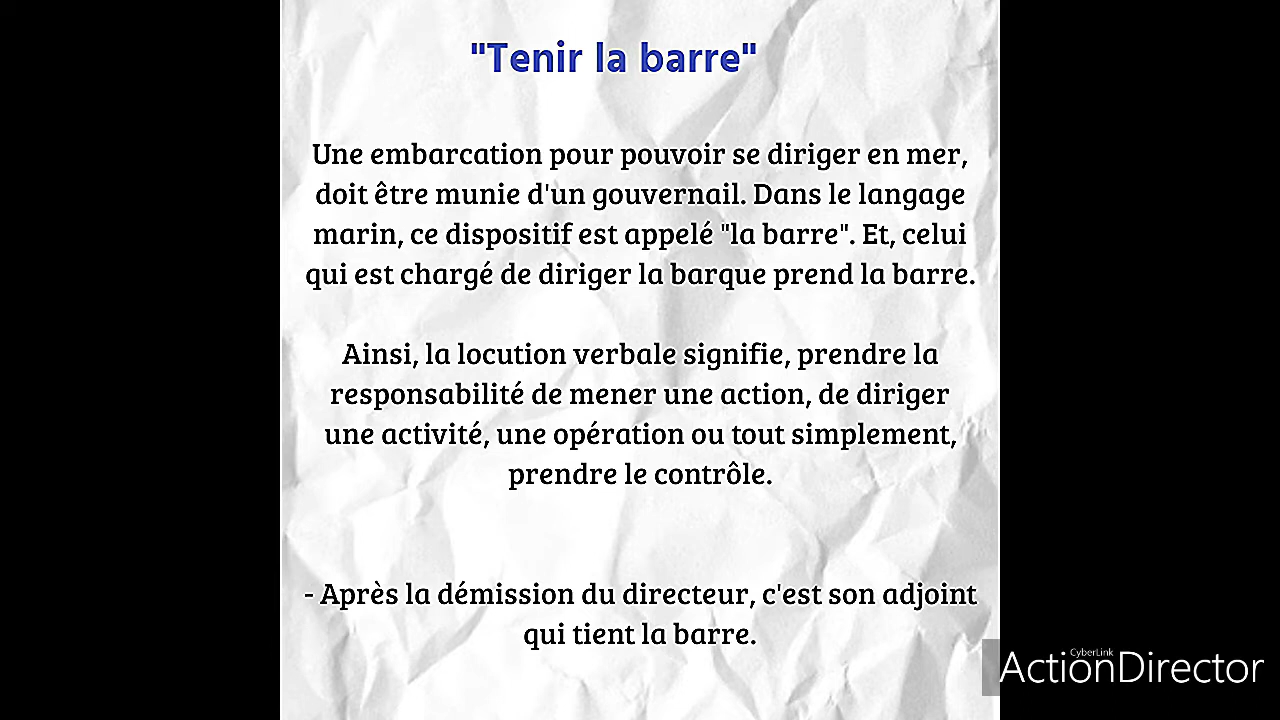 "Tenir la barre"
Une embarcation pour pouvoir se diriger en mer,
doit être munie d'un gouvernail. Dans le langage
marin, ce dispositif est appelé "la barre". Et, celui
qui est chargé de diriger la barque prend la barre.
Ainsi, la locution verbale signifie, prendre la
responsabilité de mener une action, de diriger
une activité, une opération ou tout simplement,
prendre le contrôle.
- Après la démission du directeur, c'est son adjoint
qui tient la barre.
CyberLink
ActionDirector